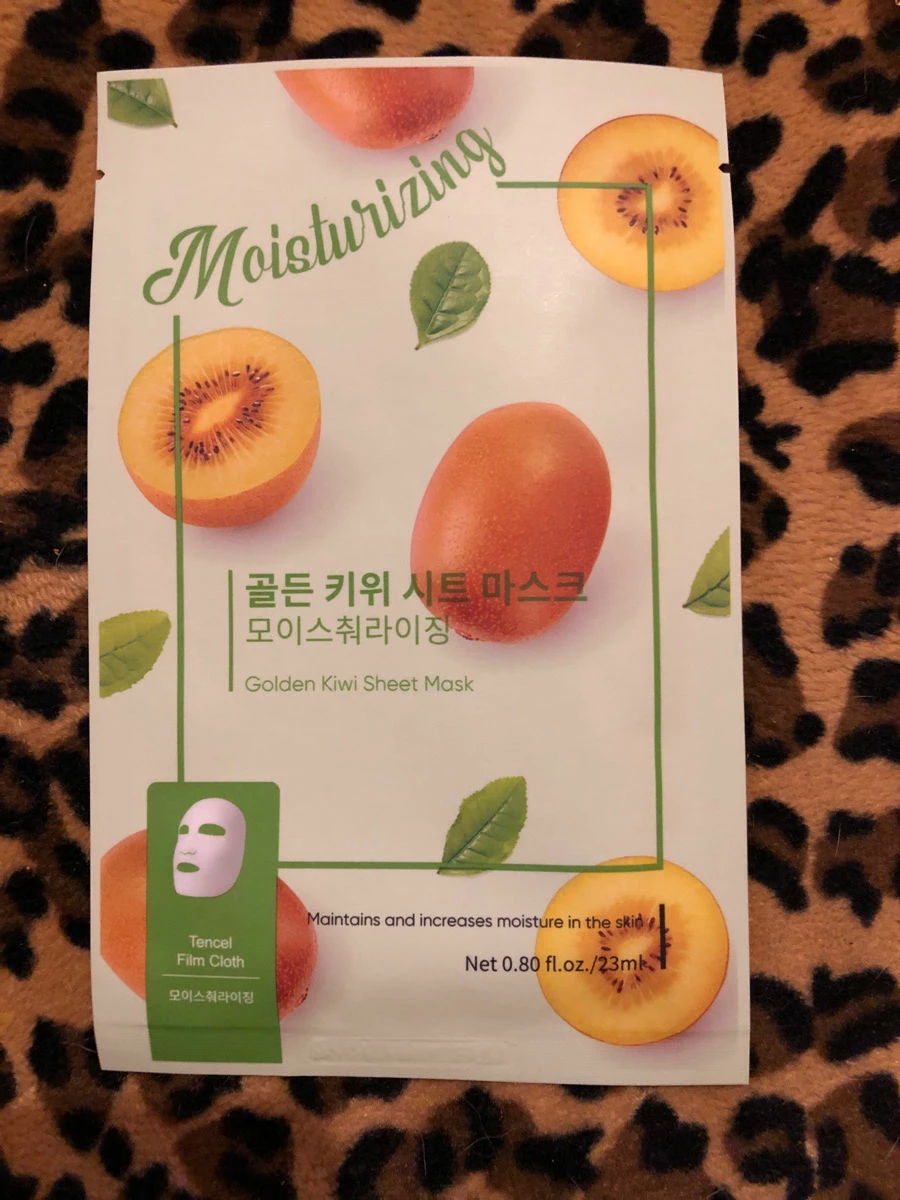 Moisturizing
골든 키위 시트 마스크
모이스춰라이징
Golden Kiwi Sheet Mask
Tencel
Film Cloth
모이스춰라이징
Maintains and increases moisture in the skin
Net 0.80 fl.oz./23ml